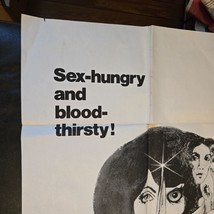 Sex-hungry
and
blood-
thirsty!